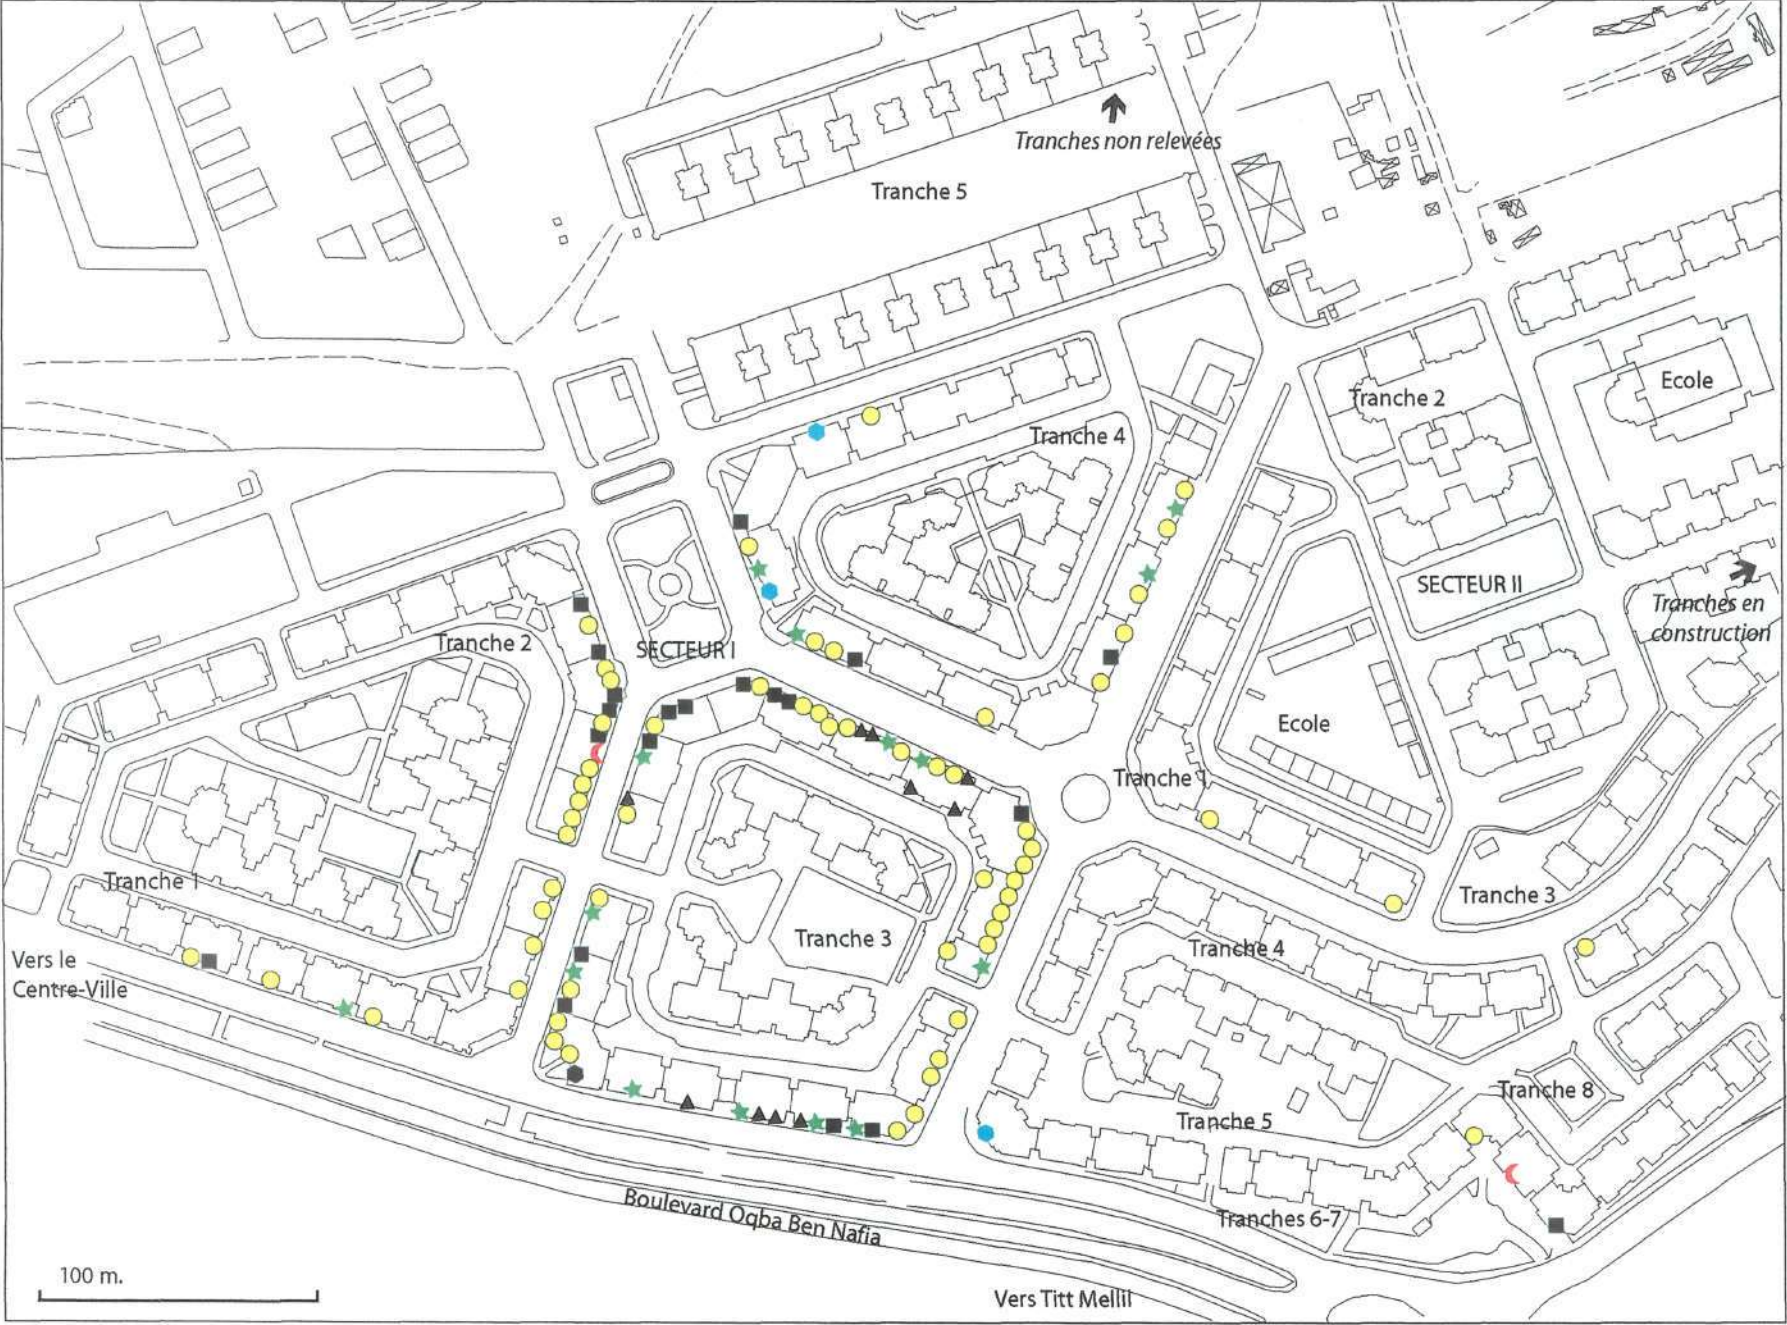 Tranches non relevées
Tranche 5
Ecole
Tranche 2
Tranche 4
SECTEUR II
Tranches en
construction
Tranche 2
SECTEUR I
Ecole
Tranche 1
Tranche 1
Tranche 3
Tranche 3
Tranche 4
Vers le
Centre-Ville
Tranche 8
Tranche 5
Tranches 6-7
Boulevard Oqba Ben Nafia
100 m.
Vers Titt Mellil